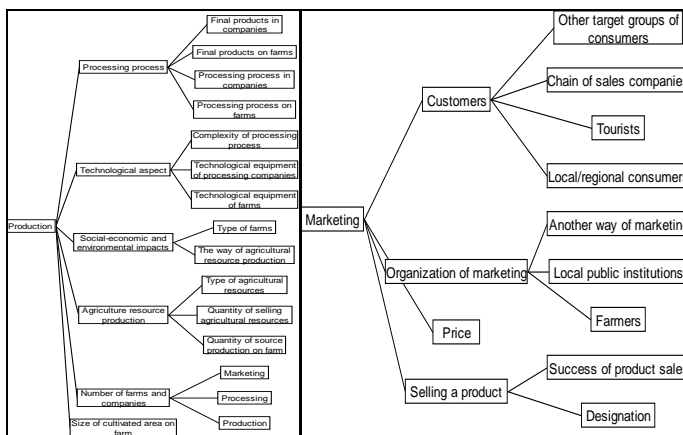 Final products in
companies
Final products on farms
Processing process
Processing process in
companies
Processing process on
farms
Complexity of processing
process
Technological aspect
Technological equipment
of processing companies
Technological equipment
of farms
Production
Type of farms
Social-economic and
environmental impacts
The way of agricultural
resource production
Type of agricultural
resources
Agriculture resource
production
Quantity of selling
agricultural resources
Quantity of source
production on farm
Marketing
Number of farms and
companies
Processing
Production
Size of cultivated area on
farm
Other target groups of
consumers
Chain of sales companie
Customers
Tourists
Local/regional consumer
Marketing
Another way of marketing
Organization of marketing
Local public institutions
Farmers
Price
Success of product sale
Selling a product
Designation